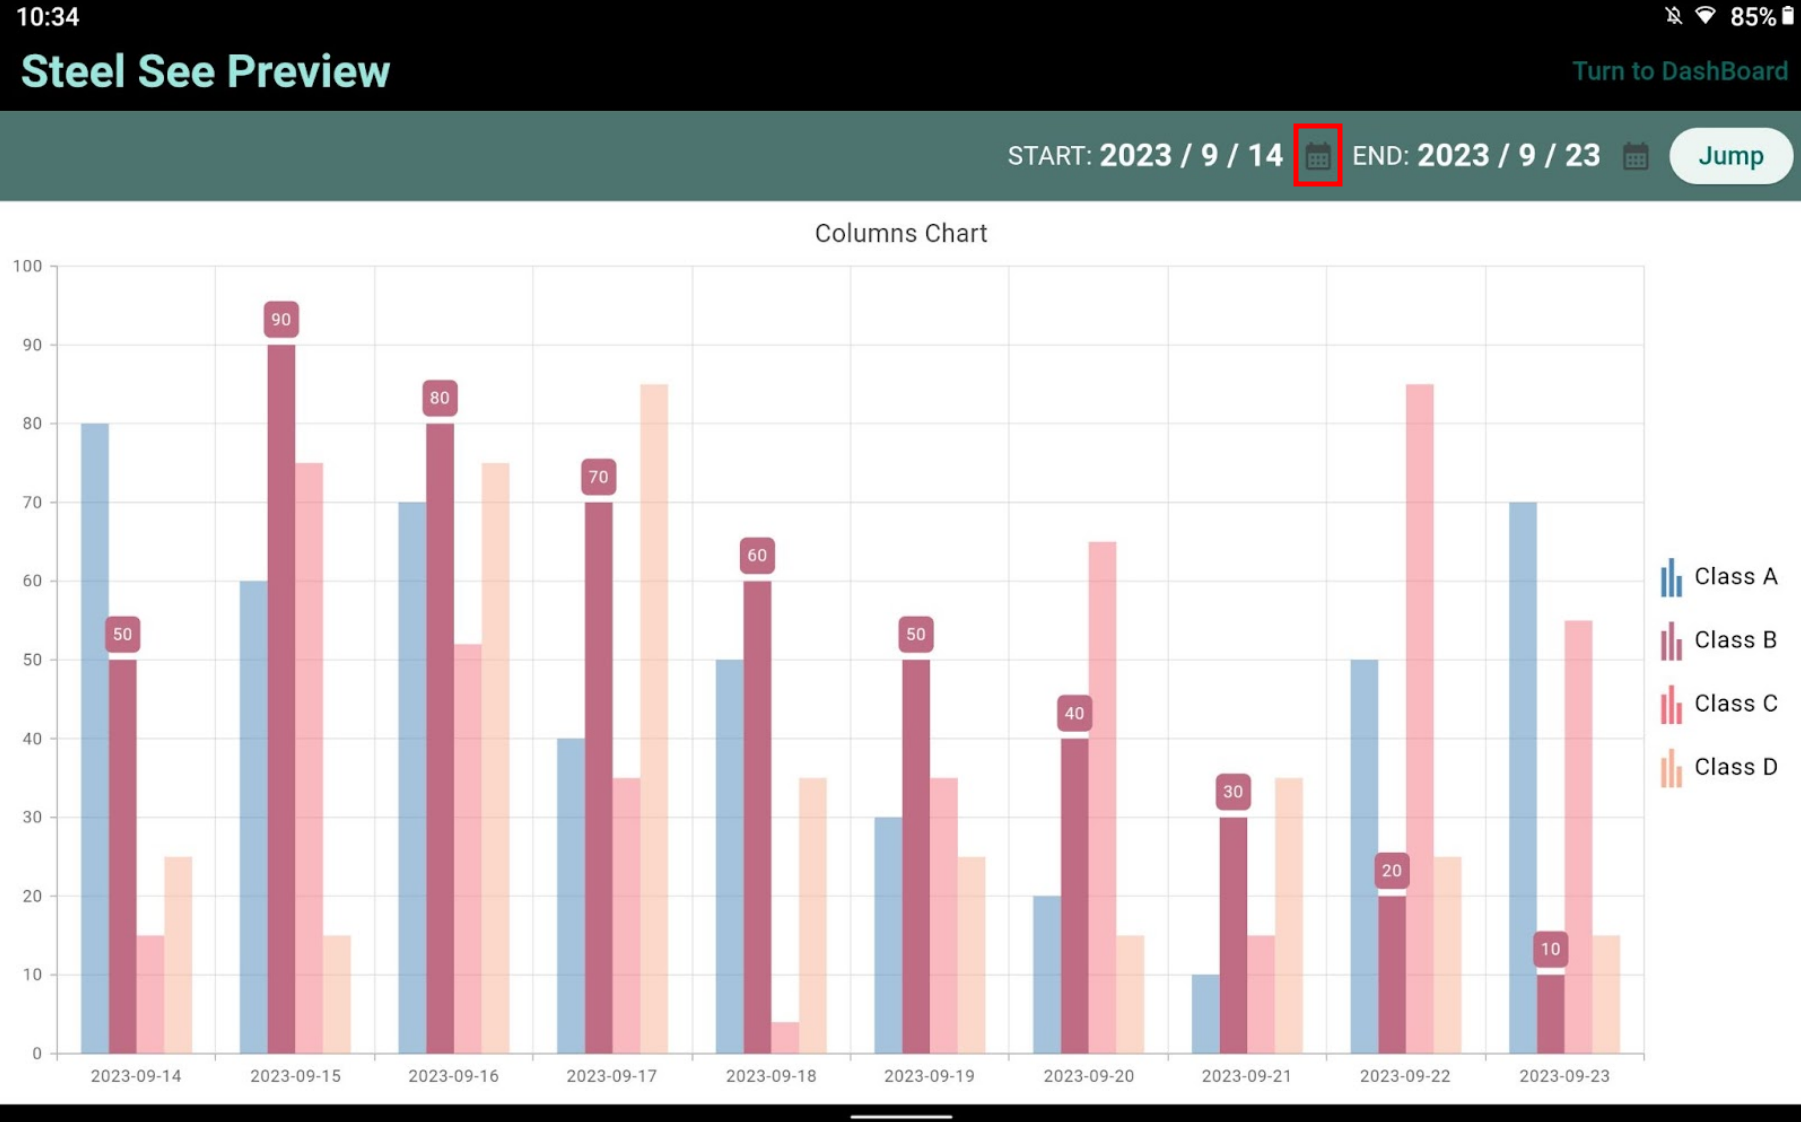 10:34
85%
Steel See Preview
Turn to DashBoard
START: 2023 / 9 / 14 END: 2023 / 9 / 23 Jump
Columns Chart
100
90
80
70
60
50
40
30
20
10
0
50
90
80
70
60
50
40
30
20
10
2023-09-14 2023-09-15 2023-09-16 2023-09-17 2023-09-18 2023-09-19 2023-09-20 2023-09-21 2023-09-22 2023-09-23
Class A
Class B
Class C
Class D